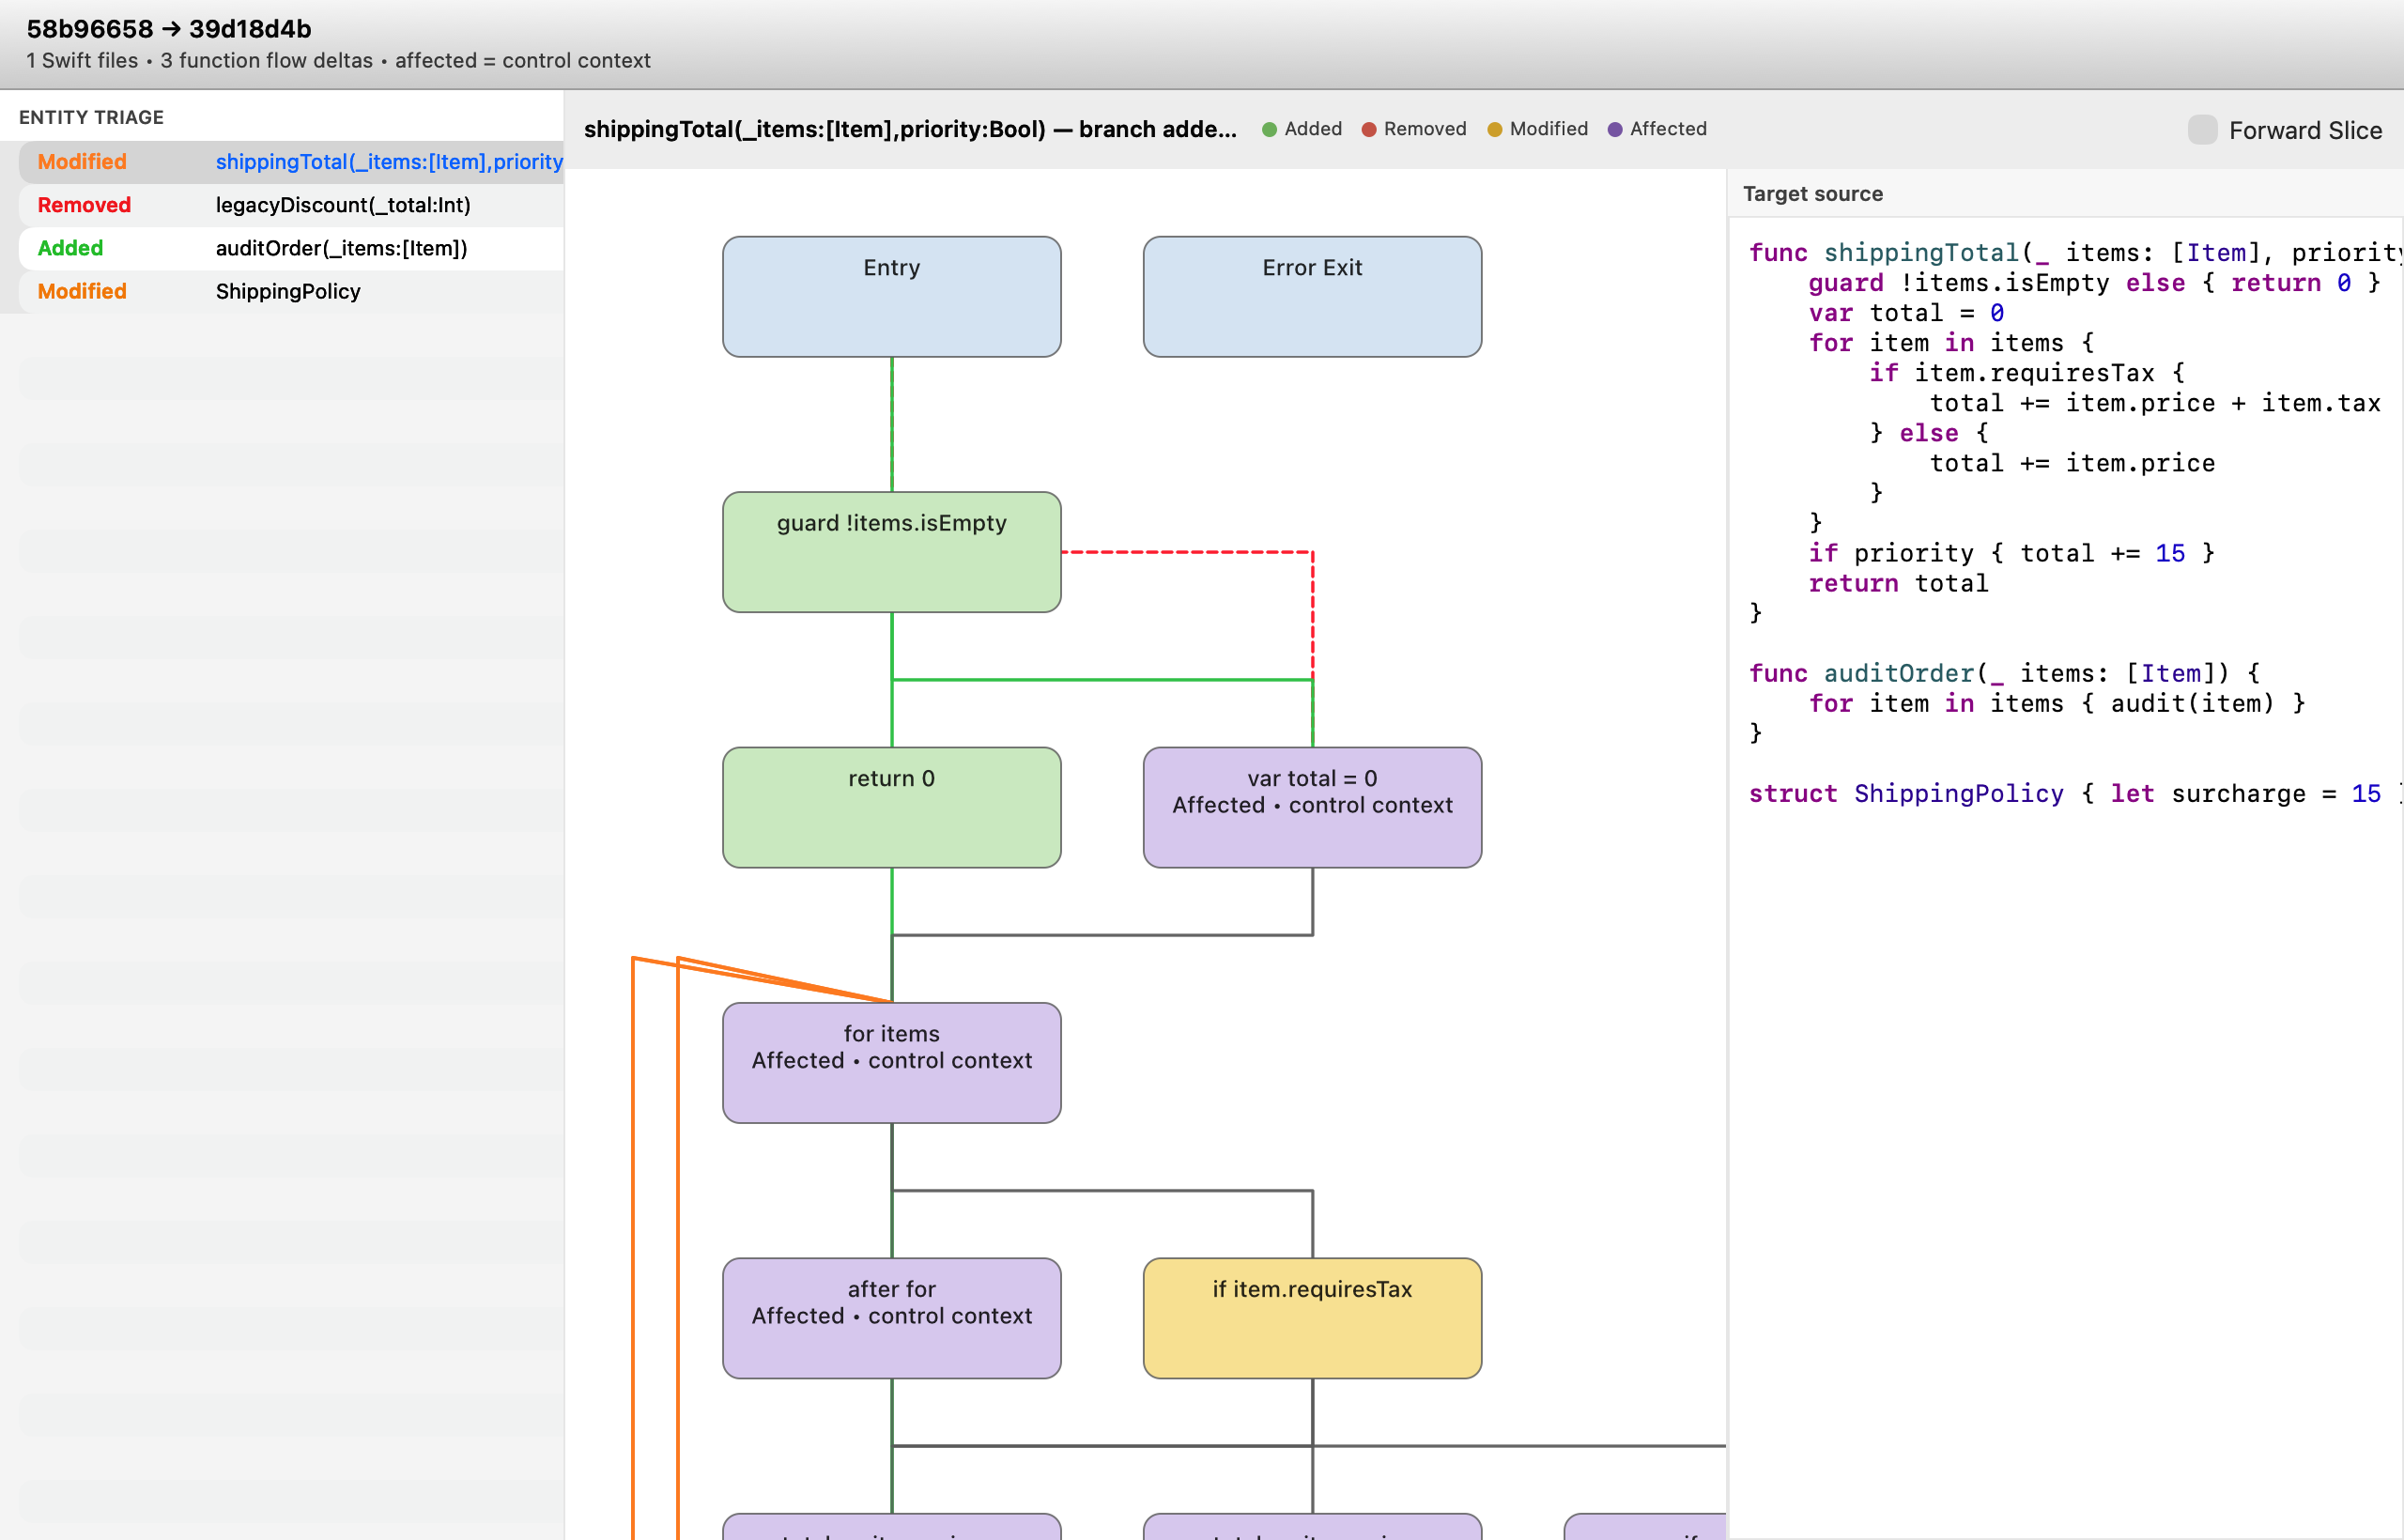 58b96658 → 39d18d4b
1 Swift files • 3 function flow deltas • affected = control context
ENTITY TRIAGE
Modified shippingTotal(_items:[Item],priority
Removed legacyDiscount(_total:Int)
Added auditOrder(_items:[Item])
Modified ShippingPolicy
shippingTotal(_items:[Item],priority:Bool) — branch adde...
Added Removed Modified Affected
Forward Slice
Entry
Error Exit
guard !items.isEmpty
return 0
var total = 0
Affected • control context
for items
Affected • control context
after for
Affected • control context
if item.requiresTax
Target source
func shippingTotal(_ items: [Item], priority
    guard !items.isEmpty else { return 0 }
    var total = 0
    for item in items {
        if item.requiresTax {
            total += item.price + item.tax
        } else {
            total += item.price
        }
    }
    if priority { total += 15 }
    return total
}
func auditOrder(_ items: [Item]) {
    for item in items { audit(item) }
}
struct ShippingPolicy { let surcharge = 15